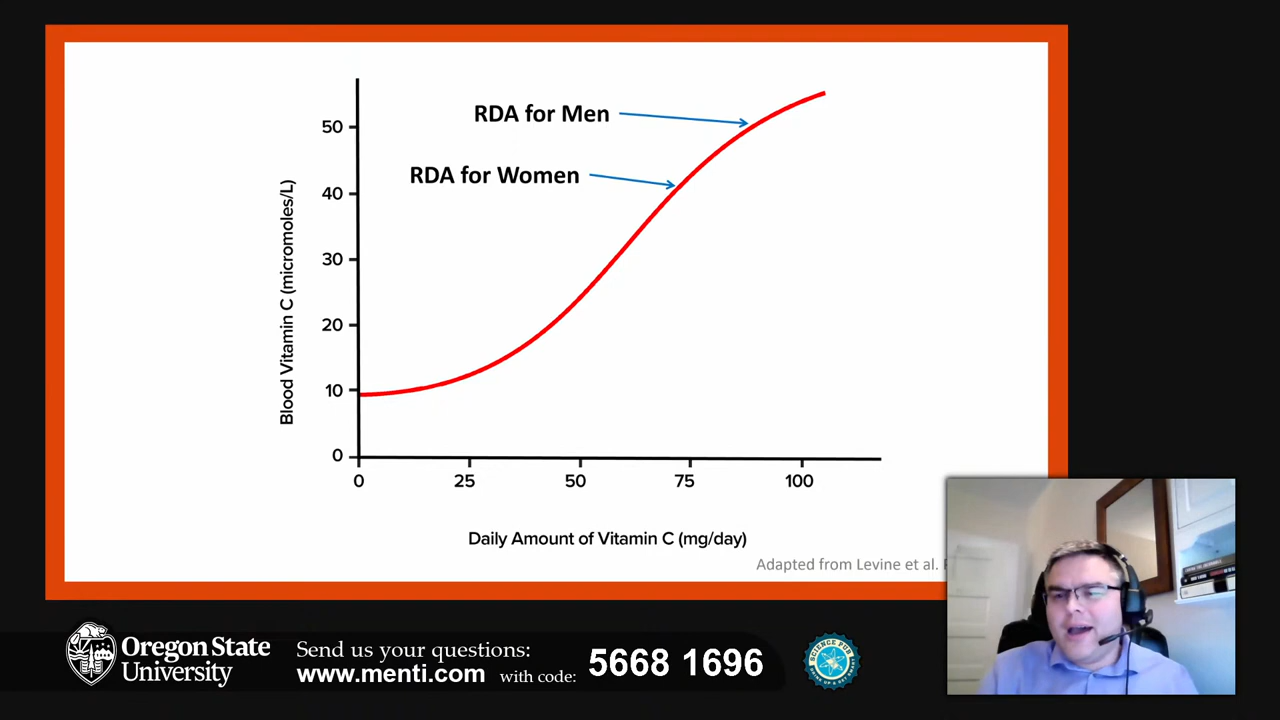 RDA for Men
RDA for Women
50
40
30
20
10
0
Blood Vitamin C (micromoles/L)
0 25 50 75 100
Daily Amount of Vitamin C (mg/day)
Adapted from Levine et al.
Oregon State
University
Send us your questions:
www.menti.com with code:
5668 1696
SCIENCE PUB